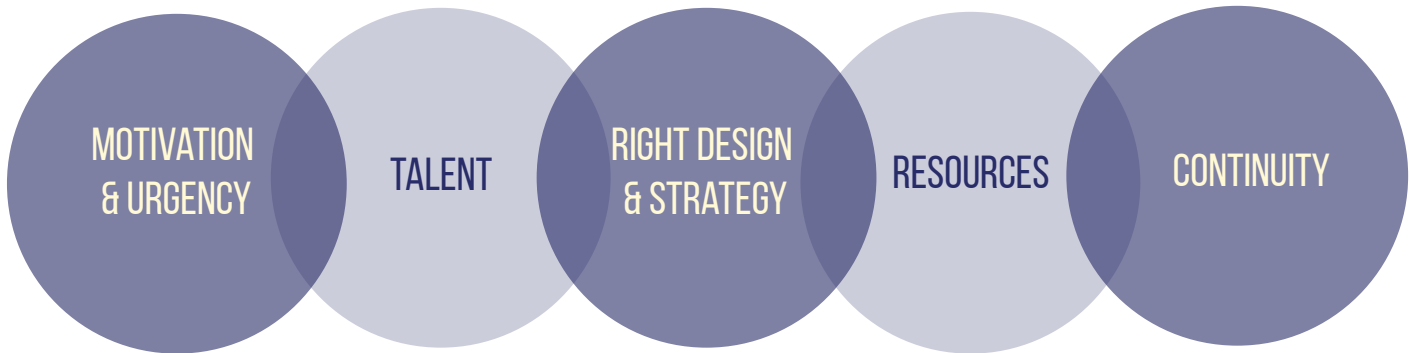 MOTIVATION
& URGENCY
TALENT
RIGHT DESIGN
& STRATEGY
RESOURCES
CONTINUITY